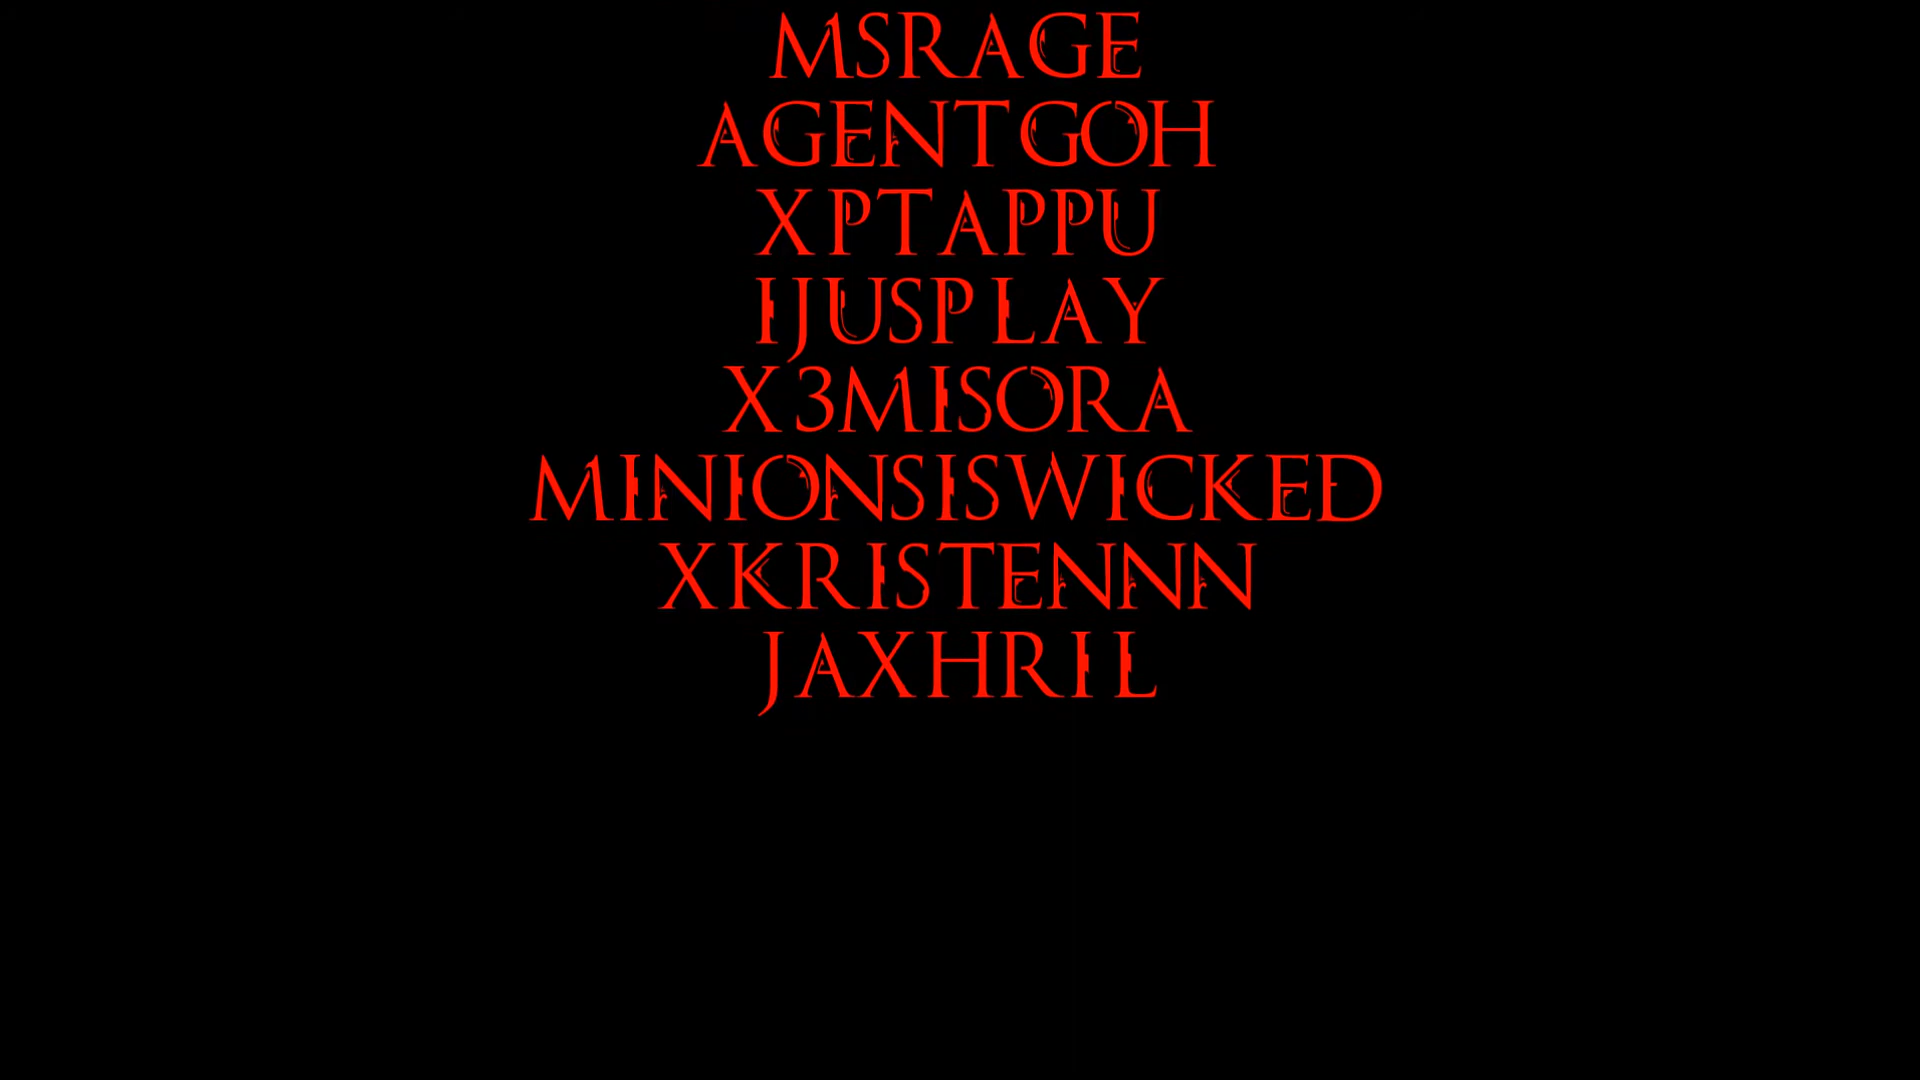 MSRAGE
AGENTGOH
XPTAPPU
IJUSPLAY
X3MISORA
MINIONSISWICKED
XKRISTENNN
JAXHRIL